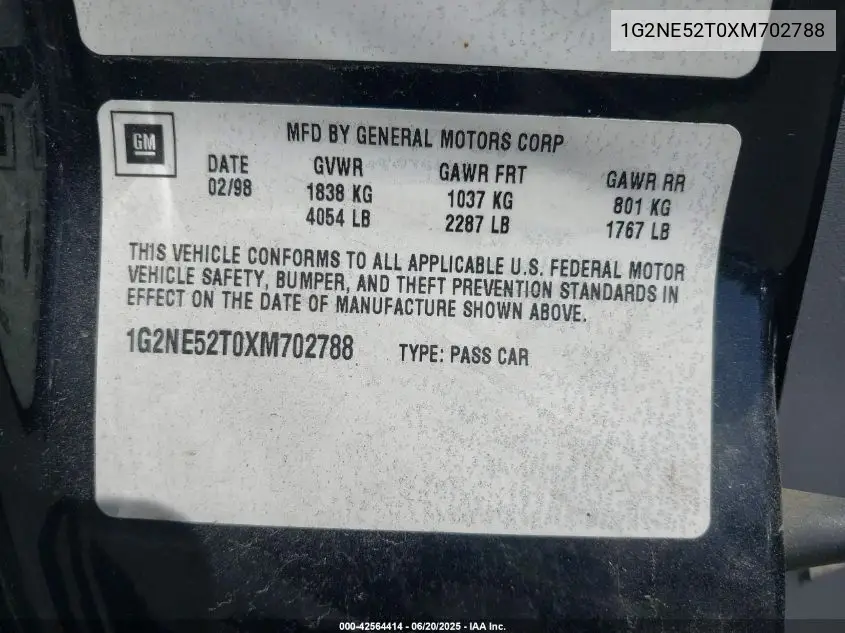 1G2NE52T0XM702788
GM
MFD BY GENERAL MOTORS CORP
DATE GVWR GAWR FRT GAWR RR
02/98 1838 KG 1037 KG 801 KG
4054 LB 2287 LB 1767 LB
THIS VEHICLE CONFORMS TO ALL APPLICABLE U.S. FEDERAL MOTOR
VEHICLE SAFETY, BUMPER, AND THEFT PREVENTION STANDARDS IN
EFFECT ON THE DATE OF MANUFACTURE SHOWN ABOVE.
1G2NE52T0XM702788 TYPE: PASS CAR
000-42564414 - 06/20/2025 - IAA Inc.